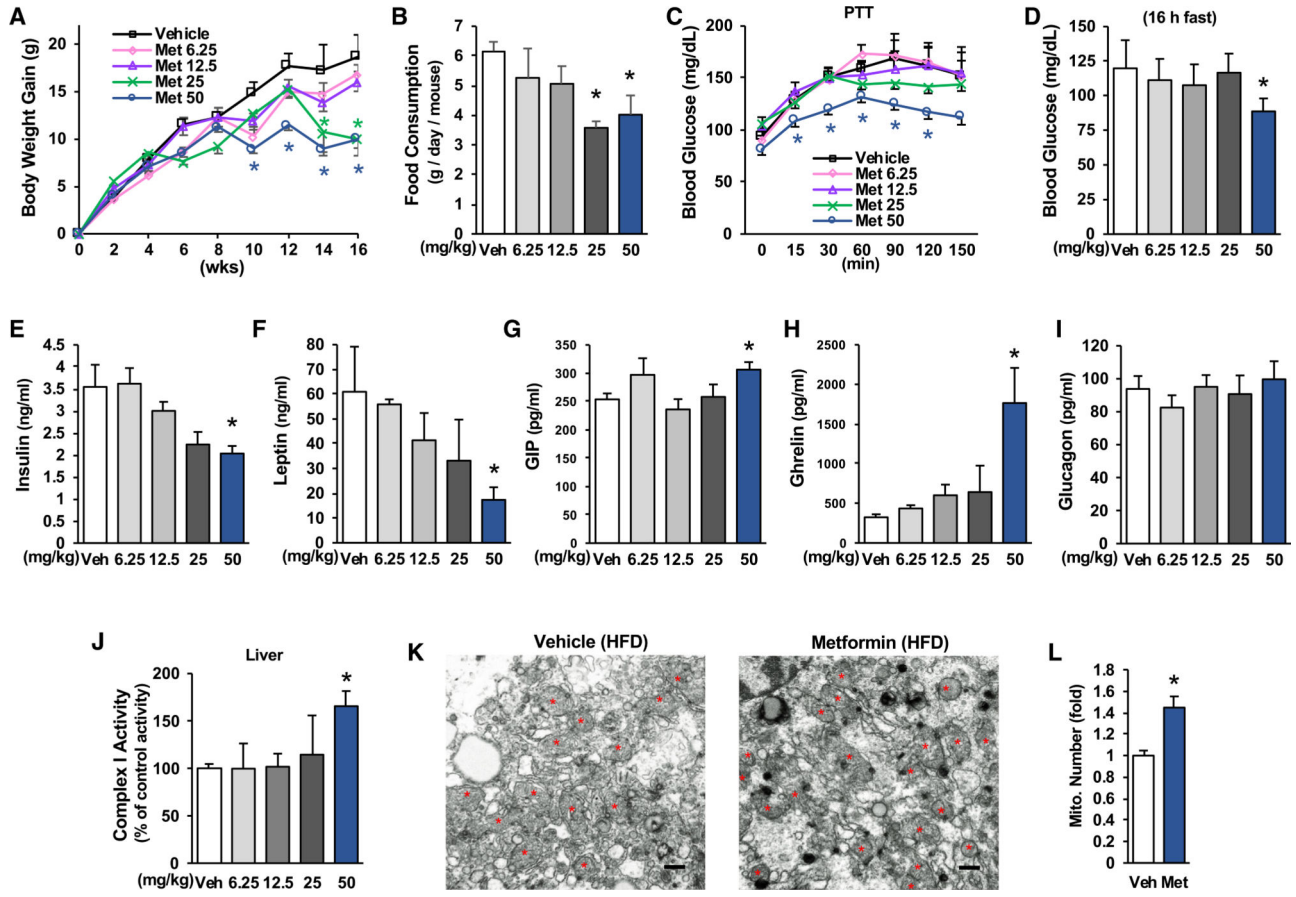 A
Body Weight Gain (g)
20
15
10
5
0
Vehicle
Met 6.25
Met 12.5
Met 25
Met 50
* *
* * * *
0 2 4 6 8 10 12 14 16
(wks)
B
Food Consumption
(g / day / mouse)
7
6
5
4
3
2
1
0
* *
(mg/kg) Veh 6.25 12.5 25 50
C
PTT
Blood Glucose (mg/dL)
200
150
100
50
0
* * * * *
Vehicle
Met 6.25
Met 12.5
Met 25
Met 50
0 15 30 60 90 120 150
(min)
D
(16 h fast)
Blood Glucose (mg/dL)
150
125
100
75
50
25
0
*
(mg/kg) Veh 6.25 12.5 25 50
E
Insulin (ng/ml)
4.5
4
3.5
3
2.5
2
1.5
1
0.5
0
*
(mg/kg) Veh 6.25 12.5 25 50
F
Leptin (ng/ml)
80
70
60
50
40
30
20
10
0
*
(mg/kg) Veh 6.25 12.5 25 50
G
GIP (pg/ml)
350
300
250
200
150
100
50
0
*
(mg/kg) Veh 6.25 12.5 25 50
H
Ghrelin (pg/ml)
2500
2000
1500
1000
500
0
*
(mg/kg) Veh 6.25 12.5 25 50
I
Glucagon (pg/ml)
120
100
80
60
40
20
0
(mg/kg) Veh 6.25 12.5 25 50
J
Liver
Complex I Activity
(% of control activity)
200
150
100
50
0
*
(mg/kg) Veh 6.25 12.5 25 50
K
Vehicle (HFD)
Metformin (HFD)
L
Mito. Number (fold)
1.8
1.6
1.4
1.2
1
0.8
0.6
0.4
0.2
0
*
Veh Met